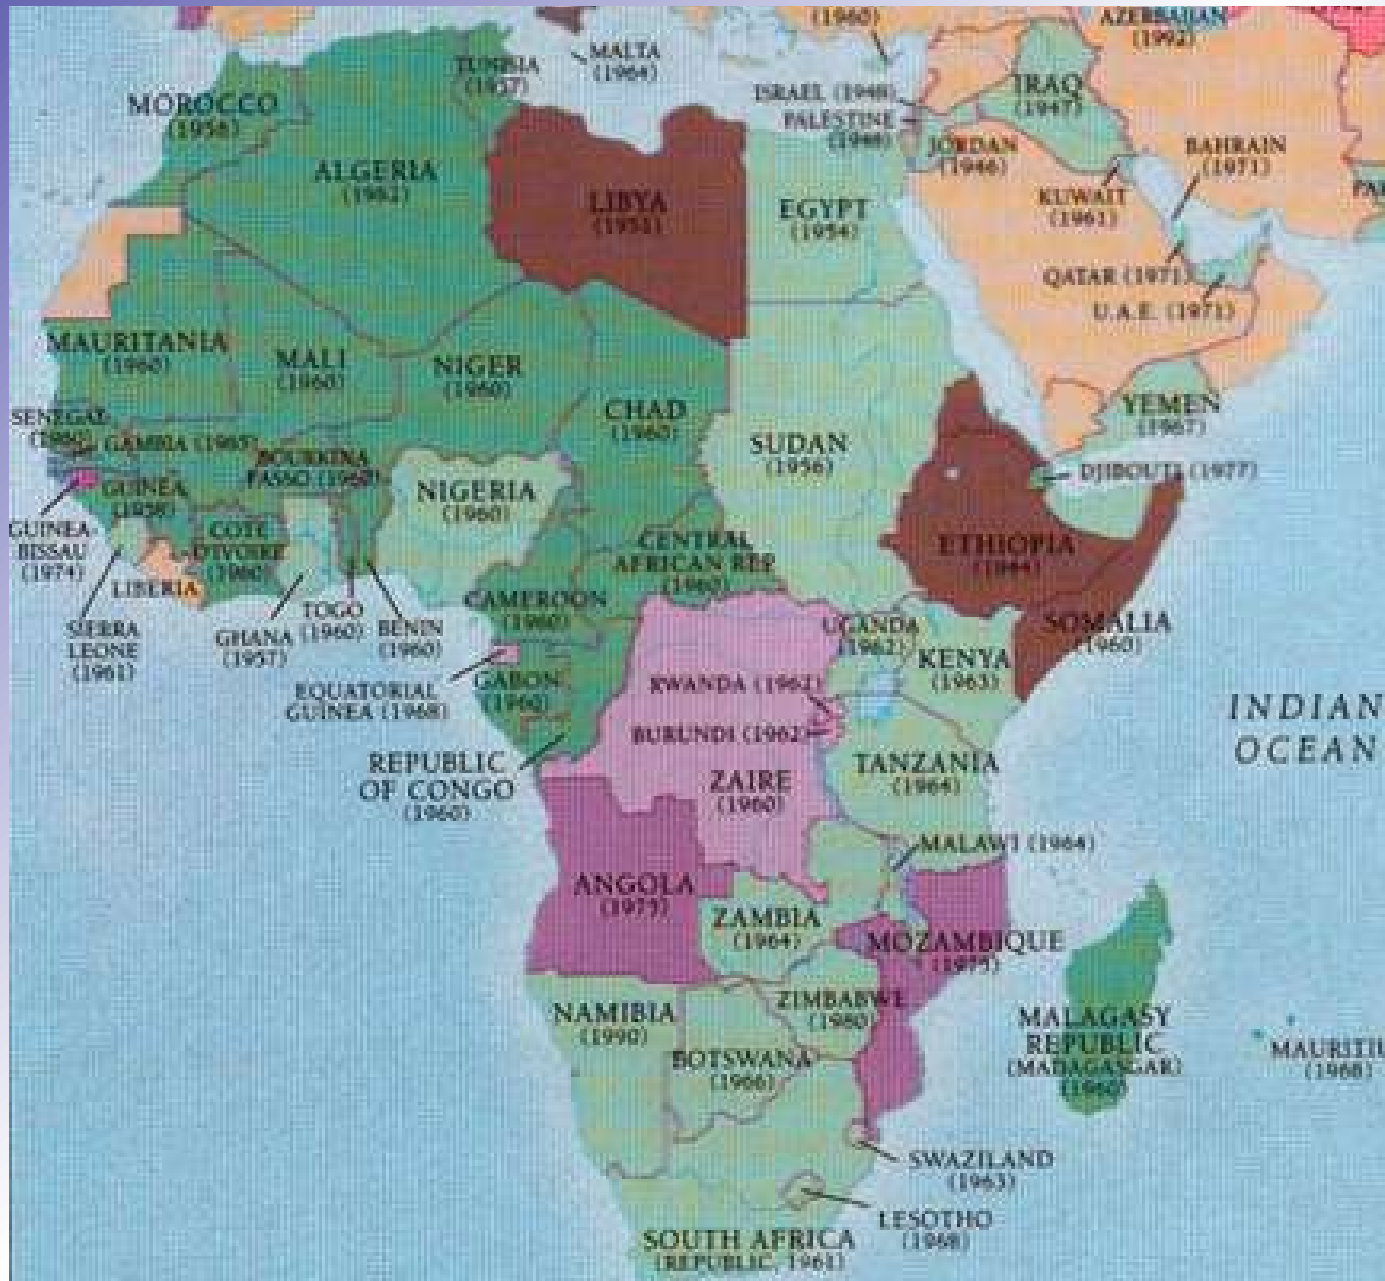 (1960)
AZERBAIJAN
(1992)
MALTA
(1964)
TUNISIA
(1957)
MOROCCO
(1956)
ISRAEL (1948)
PALESTINE
(1948)
IRAQ
(1947)
JORDAN
(1946)
BAHRAIN
(1971)
KUWAIT
(1961)
ALGERIA
(1962)
LIBYA
(1951)
EGYPT
(1954)
QATAR (1971)
U.A.E. (1971)
MAURITANIA
(1960)
MALI
(1960)
NIGER
(1960)
CHAD
(1960)
SUDAN
(1956)
YEMEN
(1967)
SENEGAL
(1960)
GAMBIA (1965)
BOURKINA
FASSO (1960)
DJIBOUTI (1977)
GUINEA
(1958)
NIGERIA
(1960)
GUINEA-
BISSAU
(1974)
COTE
D'IVOIRE
(1960)
CENTRAL
AFRICAN REP
(1960)
ETHIOPIA
LIBERIA
SIERRA
LEONE
(1961)
GHANA
(1957)
TOGO
(1960)
BENIN
(1960)
CAMEROON
(1960)
UGANDA
(1962)
KENYA
(1963)
SOMALIA
(1960)
EQUATORIAL
GUINEA (1968)
GABON
(1960)
RWANDA (1962)
BURUNDI (1962)
INDIAN
OCEAN
REPUBLIC
OF CONGO
(1960)
ZAIRE
(1960)
TANZANIA
(1964)
MALAWI (1964)
ANGOLA
(1975)
ZAMBIA
(1964)
MOZAMBIQUE
(1975)
NAMIBIA
(1990)
ZIMBABWE
(1980)
BOTSWANA
(1966)
MALAGASY
REPUBLIC
(MADAGASGAR)
(1960)
MAURITIU
(1968)
SWAZILAND
(1963)
LESOTHO
(1968)
SOUTH AFRICA
(REPUBLIC, 1961)